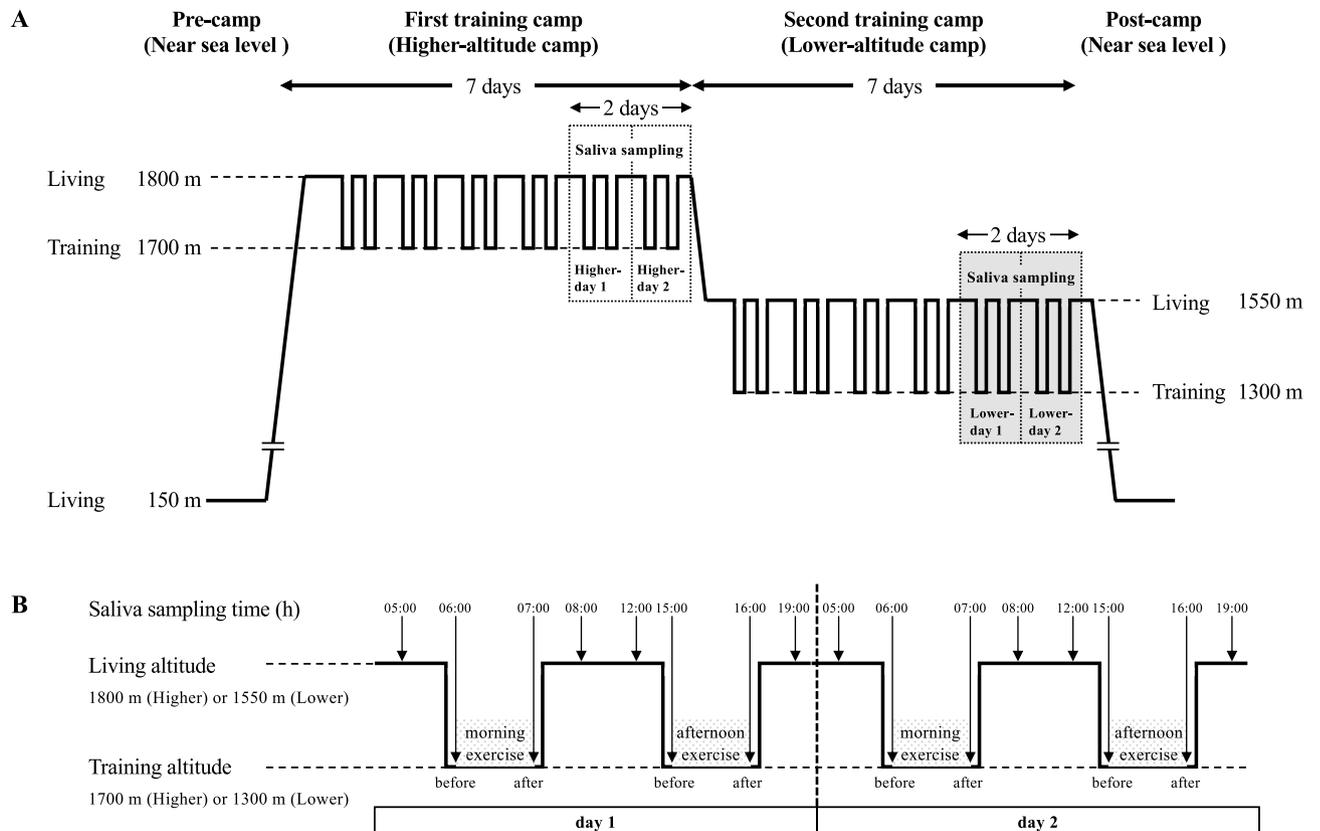 A
Pre-camp
(Near sea level )
First training camp
(Higher-altitude camp)
Second training camp
(Lower-altitude camp)
Post-camp
(Near sea level )
7 days
7 days
2 days
Saliva sampling
Living 1800 m
Training 1700 m
Higher-
day 1
Higher-
day 2
2 days
Saliva sampling
Living 1550 m
Training 1300 m
Lower-
day 1
Lower-
day 2
Living 150 m
B
Saliva sampling time (h)
05:00 06:00 07:00 08:00 12:00 15:00 16:00 19:00 05:00 06:00 07:00 08:00 12:00 15:00 16:00 19:00
Living altitude
1800 m (Higher) or 1550 m (Lower)
morning
exercise
afternoon
exercise
morning
exercise
afternoon
exercise
Training altitude
1700 m (Higher) or 1300 m (Lower)
before after before after before after before after
day 1 day 2